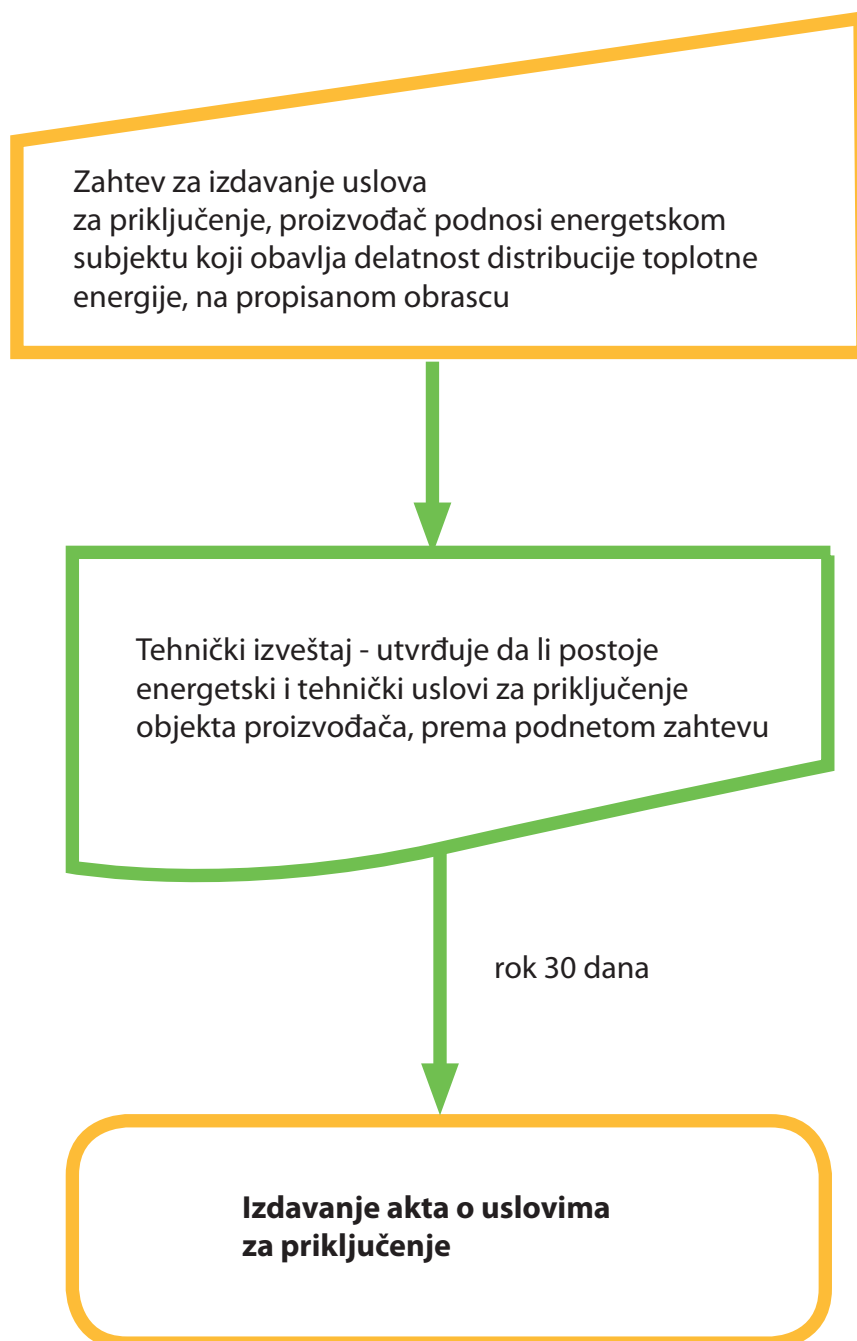 Zahtev za izdavanje uslova
za priključenje, proizvođač podnosi energetskom
subjektu koji obavlja delatnost distribucije toplotne
energije, na propisanom obrascu
Tehnički izveštaj - utvrđuje da li postoje
energetski i tehnički uslovi za priključenje
objekta proizvođača, prema podnetom zahtevu
rok 30 dana
Izdavanje akta o uslovima
za priključenje